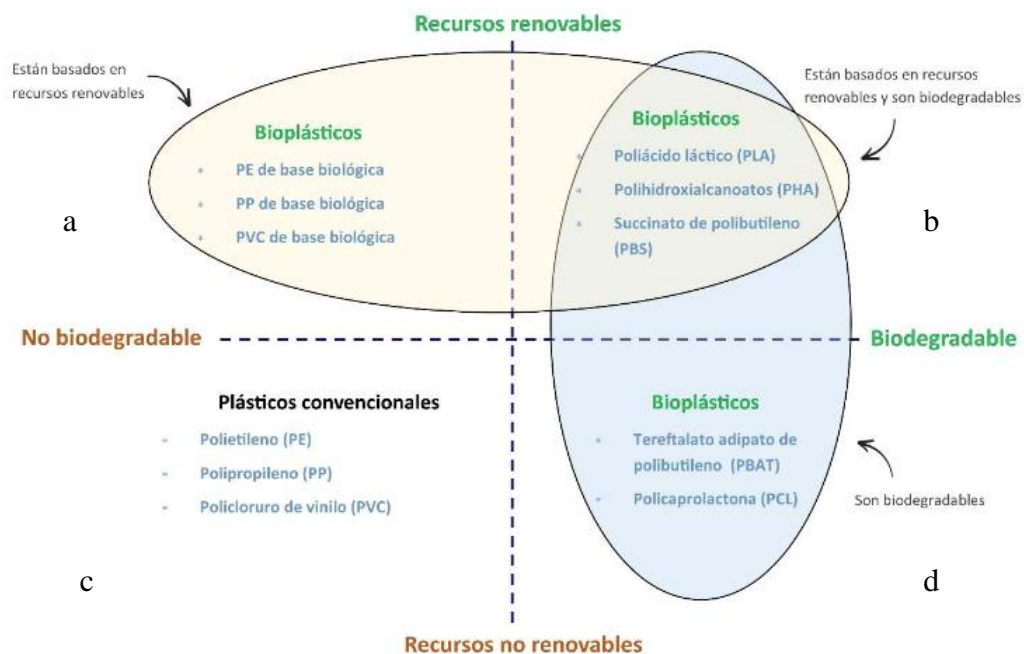 Recursos renovables
Están basados en
recursos renovables
Están basados en recursos
renovables y son biodegradables
Bioplásticos
PE de base biológica
PP de base biológica
PVC de base biológica
Bioplásticos
Poliácido láctico (PLA)
Polihidroxialcanoatos (PHA)
Succinato de polibutileno
(PBS)
a
b
No biodegradable
Biodegradable
Plásticos convencionales
Polietileno (PE)
Polipropileno (PP)
Policloruro de vinilo (PVC)
Bioplásticos
Tereftalato adipato de
polibutileno (PBAT)
Policaprolactona (PCL)
Son biodegradables
c
d
Recursos no renovables